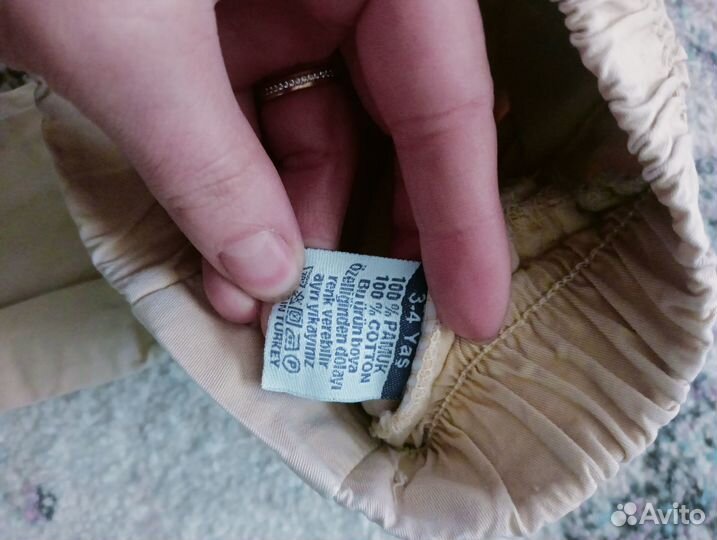 3-4 Yaş
100 % PAMUK
100 % COTTON
Bu ürün boya
özelliğinden dolayı
renk verebilir
ayrı yıkayınız
TURKEY
Avito